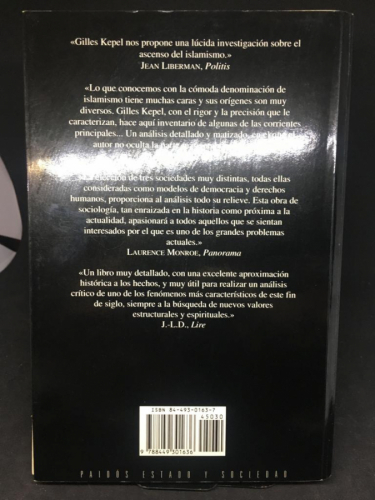 «Gilles Kepel nos propone una lúcida investigación sobre el
ascenso del islamismo.»
JEAN LIBERMAN, Politis
«Lo que conocemos con la cómoda denominación de
islamismo tiene muchas caras y sus orígenes son muy
diversos. Gilles Kepel, con el rigor y la precisión que le
caracterizan, hace aquí inventario de algunas de las corrientes
principales... Un análisis detallado y matizado, en
autor no oculta la
de tres sociedades muy distintas, todas ellas
consideradas como modelos de democracia y derechos
humanos, proporciona al análisis todo su relieve. Esta obra de
sociología, tan enraizada en la historia como próxima a la
actualidad, apasionará a todos aquellos que se sientan
interesados por el que es uno de los grandes problemas
actuales.»
LAURENCE MONROE, Panorama
«Un libro muy detallado, con una excelente aproximación
histórica a los hechos, y muy útil para realizar un análisis
crítico de uno de los fenómenos más característicos de este fin
de siglo, siempre a la búsqueda de nuevos valores
estructurales y espirituales.»
J.-L.D., Lire
ISBN 84-493-0163-7
45030
9 788449 301636
PAIDÓS ESTADO Y SOCIEDAD